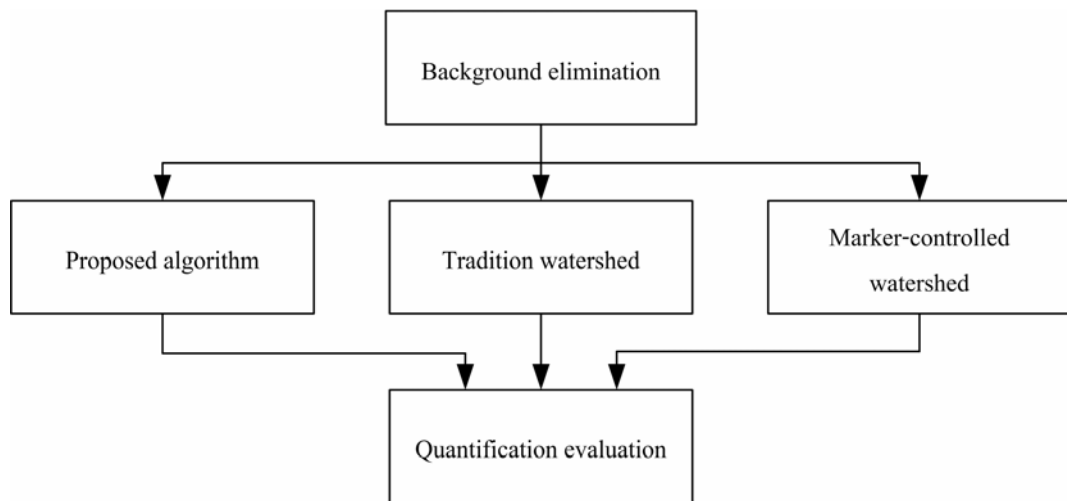 Background elimination
Proposed algorithm
Tradition watershed
Marker-controlled
watershed
Quantification evaluation